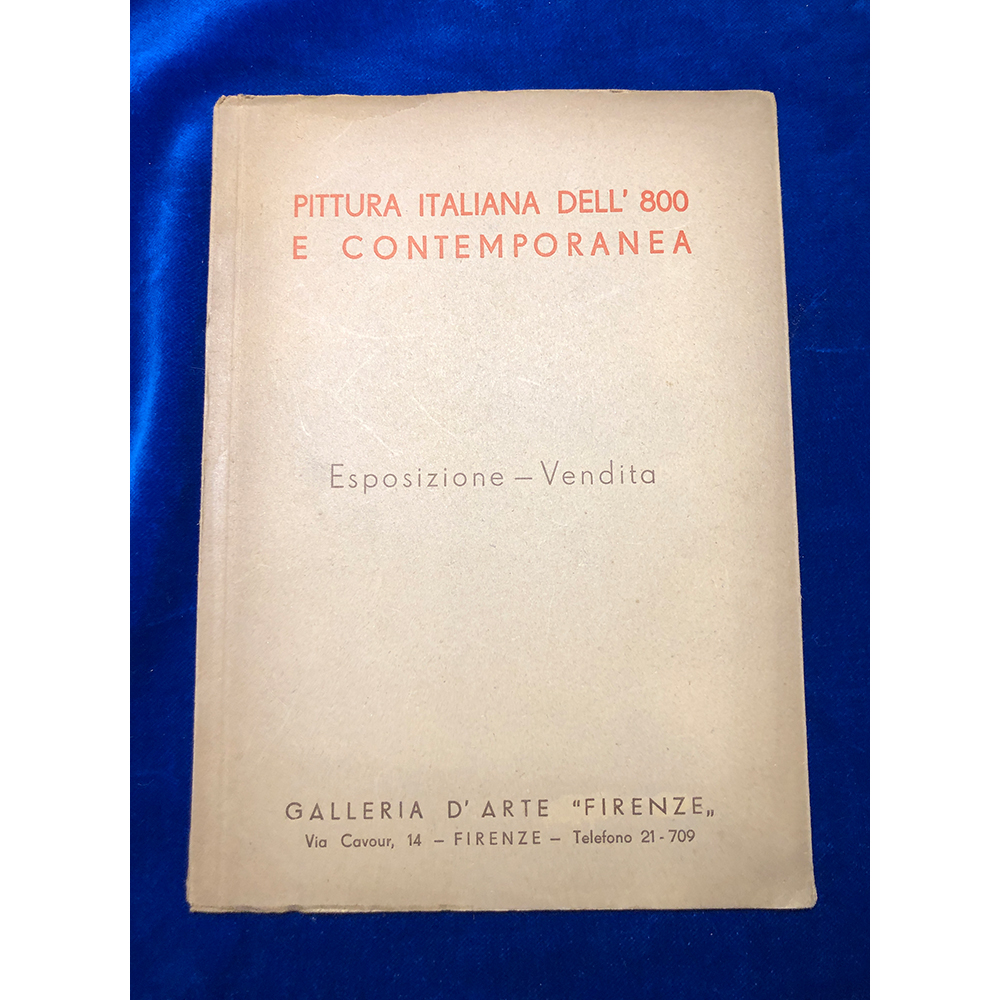 PITTURA ITALIANA DELL' 800
E CONTEMPORANEA
Esposizione – Vendita
GALLERIA D' ARTE "FIRENZE„
Via Cavour, 14 – FIRENZE – Telefono 21 - 709